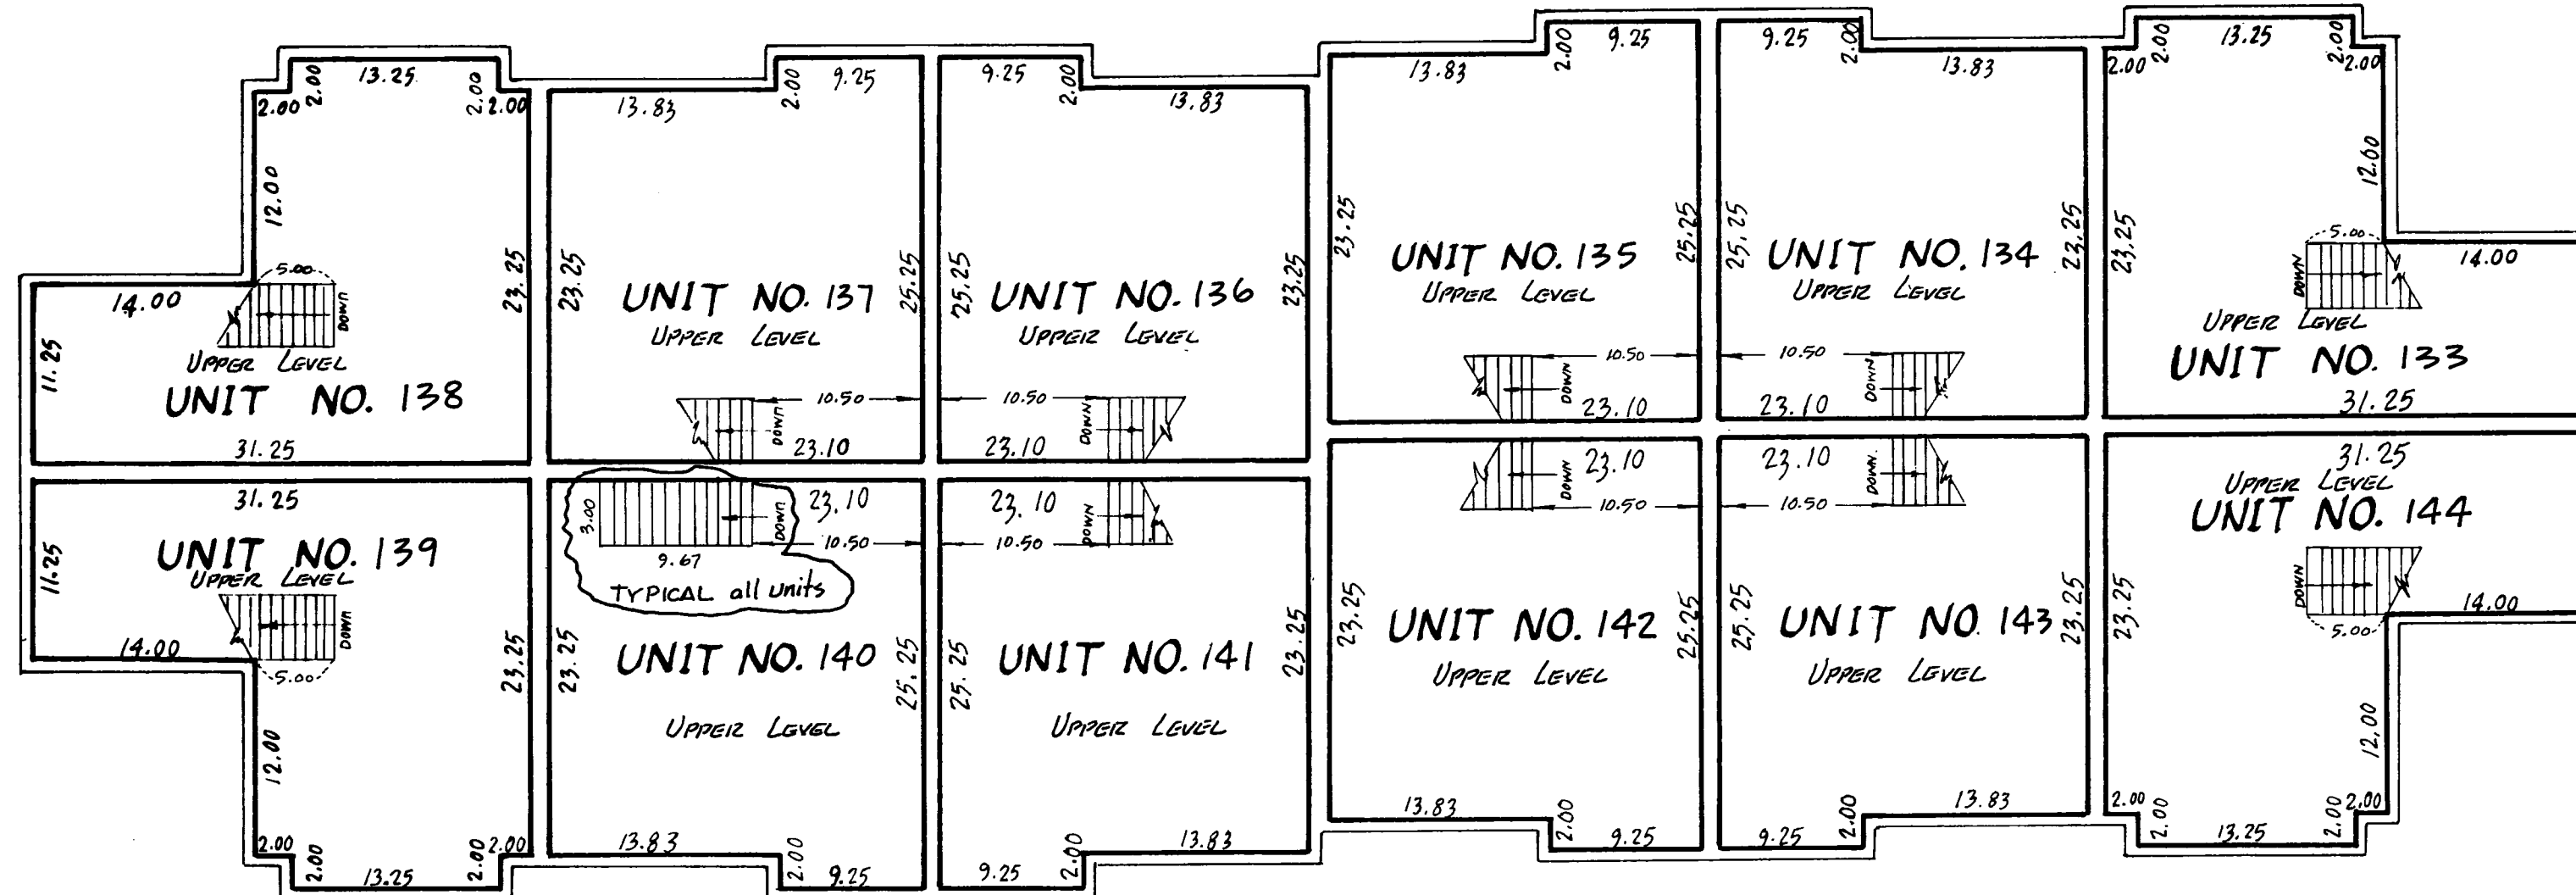 13.25
2.00
2.00
2.00
2.00
12.00
23.25
5.00
14.00
DOWN
11.25
UPPER LEVEL
UNIT NO. 138
31.25
13.83
2.00
9.25
23.25
25.25
UNIT NO. 137
UPPER LEVEL
10.50
DOWN
23.10
9.25
2.00
13.83
25.25
23.25
UNIT NO. 136
UPPER LEVEL
10.50
DOWN
23.10
13.83
2.00
9.25
23.25
25.25
UNIT NO. 135
UPPER LEVEL
10.50
DOWN
23.10
9.25
2.00
13.83
25.25
23.25
UNIT NO. 134
UPPER LEVEL
10.50
DOWN
23.10
13.25
2.00
2.00
2.00
2.00
12.00
23.25
5.00
14.00
DOWN
UPPER LEVEL
UNIT NO. 133
31.25
31.25
UNIT NO. 139
UPPER LEVEL
11.25
DOWN
14.00
5.00
23.25
12.00
2.00
2.00
2.00
2.00
13.25
3.00
DOWN
23.10
10.50
9.67
TYPICAL all units
23.25
25.25
UNIT NO. 140
UPPER LEVEL
13.83
2.00
9.25
23.10
DOWN
10.50
25.25
23.25
UNIT NO. 141
UPPER LEVEL
9.25
2.00
13.83
23.10
DOWN
10.50
23.25
25.25
UNIT NO. 142
UPPER LEVEL
13.83
2.00
9.25
23.10
DOWN
10.50
25.25
23.25
UNIT NO. 143
UPPER LEVEL
9.25
2.00
13.83
31.25
UPPER LEVEL
UNIT NO. 144
DOWN
14.00
5.00
23.25
12.00
2.00
2.00
2.00
2.00
13.25